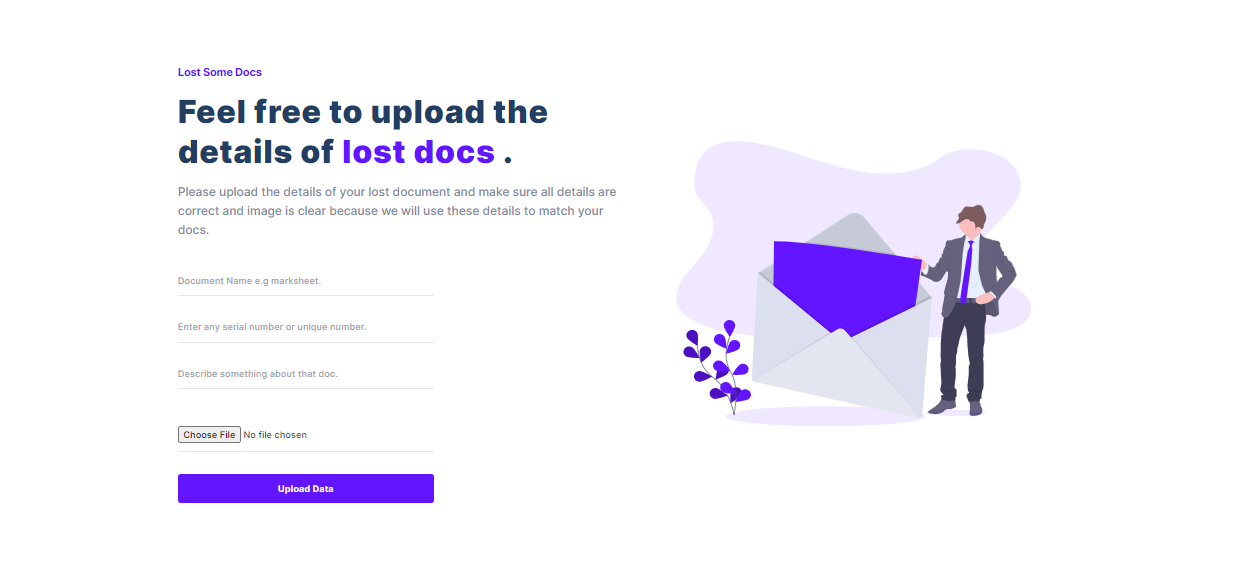 Lost Some Docs
Feel free to upload the
details of lost docs .
Please upload the details of your lost document and make sure all details are
correct and image is clear because we will use these details to match your
docs.
Document Name e.g marksheet.
Enter any serial number or unique number.
Describe something about that doc.
Choose File No file chosen
Upload Data